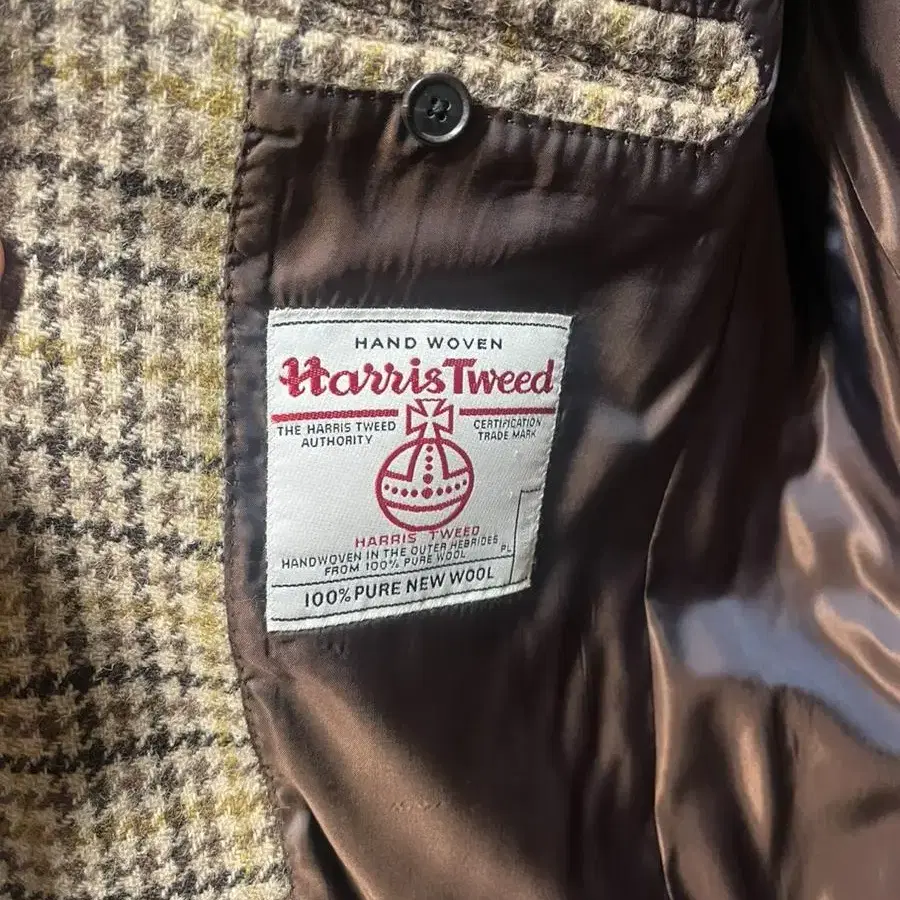 HAND WOVEN
Harris Tweed
THE HARRIS TWEED AUTHORITY
CERTIFICATION TRADE MARK
HARRIS TWEED
HANDWOVEN IN THE OUTER HEBRIDES
FROM 100% PURE WOOL
PL
100% PURE NEW WOOL